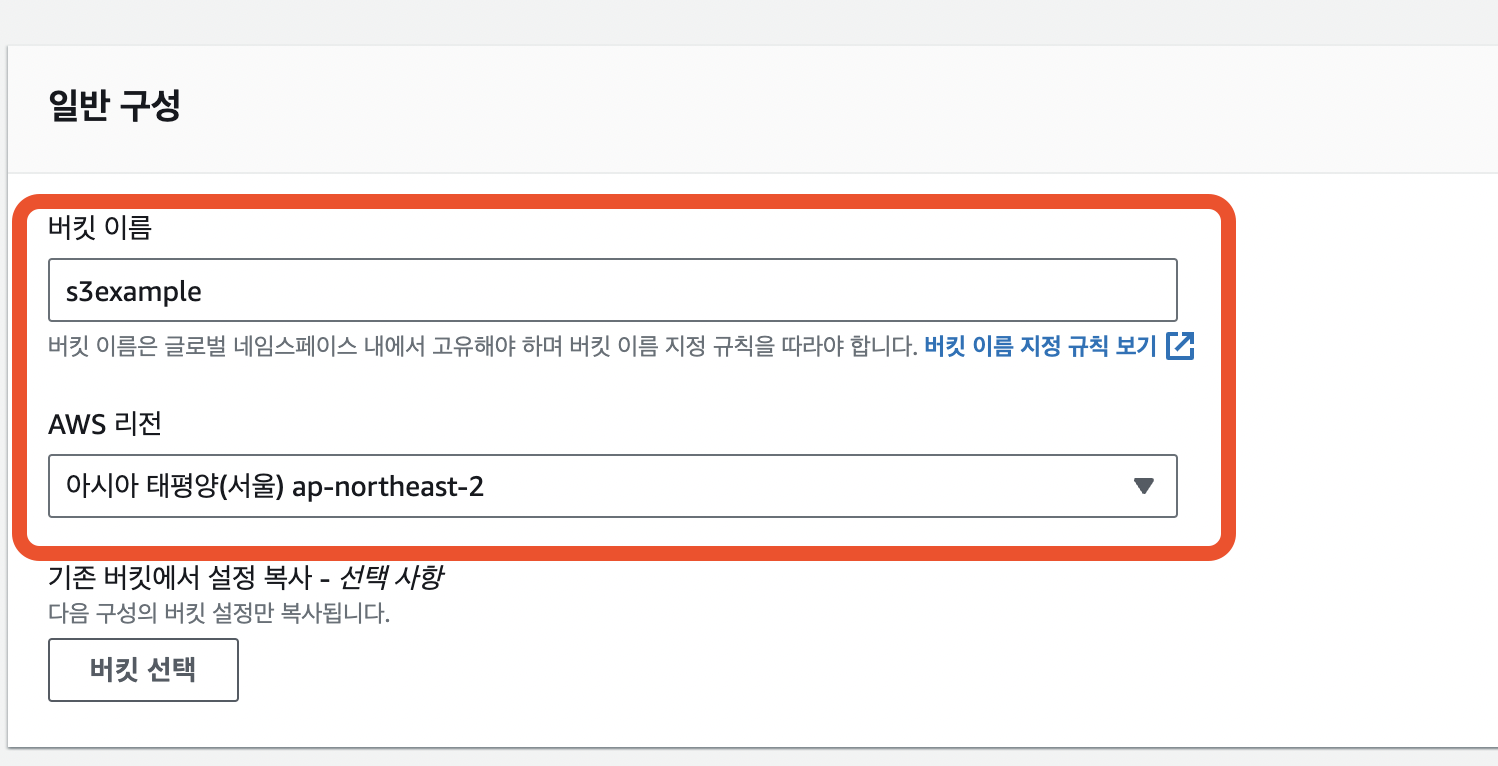 일반 구성
버킷 이름
s3example
버킷 이름은 글로벌 네임스페이스 내에서 고유해야 하며 버킷 이름 지정 규칙을 따라야 합니다. 버킷 이름 지정 규칙 보기
AWS 리전
아시아 태평양(서울) ap-northeast-2
기존 버킷에서 설정 복사 - 선택 사항
다음 구성의 버킷 설정만 복사됩니다.
버킷 선택